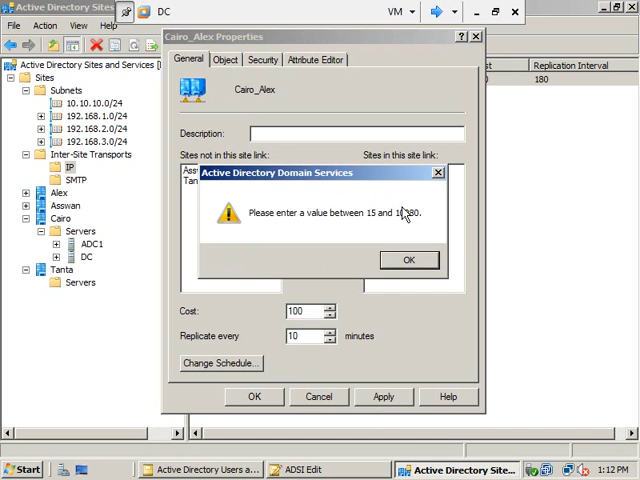 DC
VM
File Action View Help
Active Directory Sites and Services [
Sites
Subnets
10.10.10.0/24
192.168.1.0/24
192.168.2.0/24
192.168.3.0/24
Inter-Site Transports
IP
SMTP
Alex
Asswan
Cairo
Servers
ADC1
DC
Tanta
Servers
Cairo_Alex Properties
General Object Security Attribute Editor
Cairo_Alex
Description:
Sites not in this site link: Sites in this site link:
Ass
Tan
Active Directory Domain Services
Please enter a value between 15 and
OK
Cost: 100
Replicate every 10 minutes
Change Schedule...
OK Cancel Apply Help
st Replication Interval
0 180
Start Active Directory Users a... ADSI Edit Active Directory Site... 1:12 PM